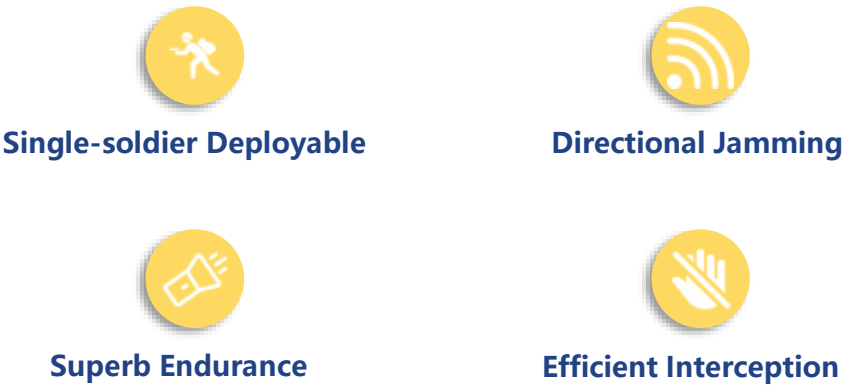 Single-soldier Deployable
Directional Jamming
Superb Endurance
Efficient Interception